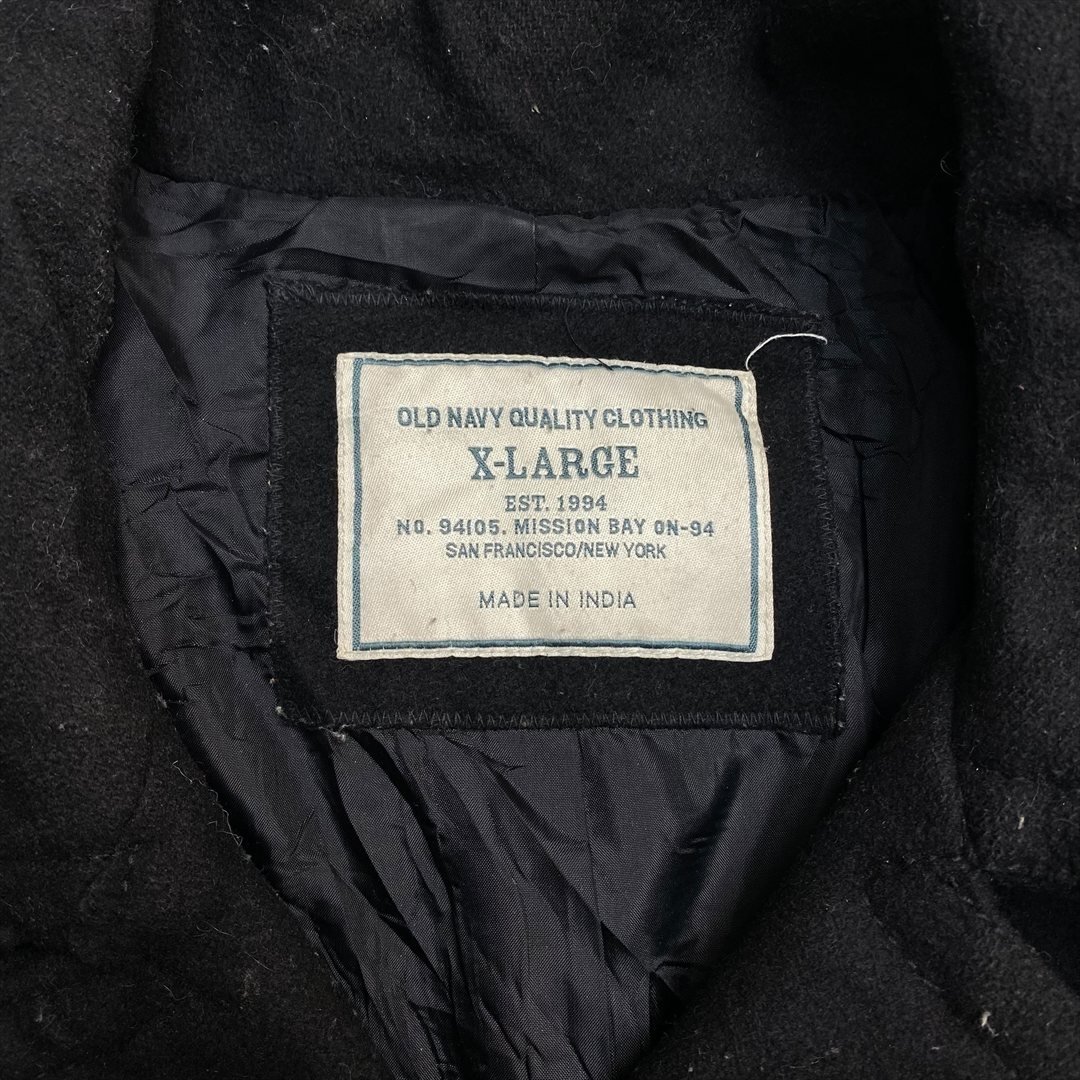 OLD NAVY QUALITY CLOTHING
X-LARGE
EST. 1994
NO. 94105. MISSION BAY ON-94
SAN FRANCISCO/NEW YORK
MADE IN INDIA